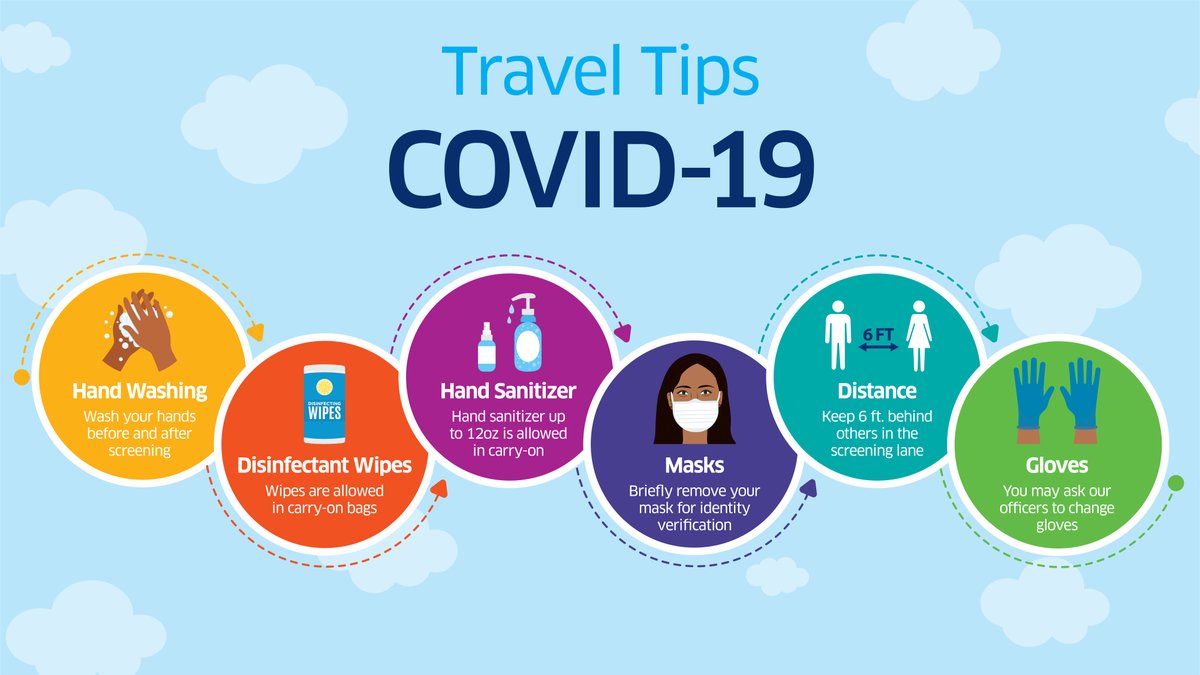 Travel Tips
COVID-19
Hand Washing
Wash your hands
before and after
screening
DISINFECTING
WIPES
Disinfectant Wipes
Wipes are allowed
in carry-on bags
Hand Sanitizer
Hand sanitizer up
to 12oz is allowed
in carry-on
Masks
Briefly remove your
mask for identity
verification
6 FT
Distance
Keep 6 ft. behind
others in the
screening lane
Gloves
You may ask our
officers to change
gloves